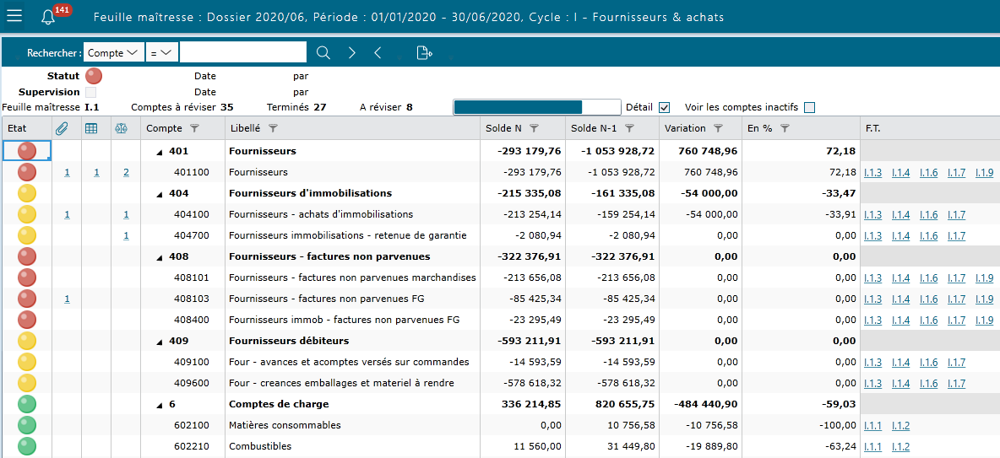 141
Feuille maîtresse : Dossier 2020/06, Période : 01/01/2020 - 30/06/2020, Cycle : I - Fournisseurs & achats
Rechercher : Compte =
Statut Date par
Supervision Date par
Feuille maîtresse I.1 Comptes à réviser 35 Terminés 27 A réviser 8 Détail Voir les comptes inactifs
Etat Compte Libellé Solde N Solde N-1 Variation En % F.T.
401 Fournisseurs -293 179,76 -1 053 928,72 760 748,96 72,18
1 1 2 401100 Fournisseurs -293 179,76 -1 053 928,72 760 748,96 72,18 I.1.3 I.1.4 I.1.6 I.1.7 I.1.9
404 Fournisseurs d'immobilisations -215 335,08 -161 335,08 -54 000,00 -33,47
1 1 404100 Fournisseurs - achats d'immobilisations -213 254,14 -159 254,14 -54 000,00 -33,91 I.1.3 I.1.4 I.1.6 I.1.7
1 404700 Fournisseurs immobilisations - retenue de garantie -2 080,94 -2 080,94 0,00 0,00 I.1.3 I.1.4 I.1.6 I.1.7
408 Fournisseurs - factures non parvenues -322 376,91 -322 376,91 0,00 0,00
408101 Fournisseurs - factures non parvenues marchandises -213 656,08 -213 656,08 0,00 0,00 I.1.3 I.1.4 I.1.6 I.1.7 I.1.9
1 408103 Fournisseurs - factures non parvenues FG -85 425,34 -85 425,34 0,00 0,00 I.1.3 I.1.4 I.1.6 I.1.7 I.1.9
408400 Fournisseurs immob - factures non parvenues FG -23 295,49 -23 295,49 0,00 0,00 I.1.3 I.1.4 I.1.6 I.1.7 I.1.9
409 Fournisseurs débiteurs -593 211,91 -593 211,91 0,00 0,00
409100 Four - avances et acomptes versés sur commandes -14 593,59 -14 593,59 0,00 0,00 I.1.3 I.1.4 I.1.6 I.1.7
409600 Four - creances emballages et materiel à rendre -578 618,32 -578 618,32 0,00 0,00 I.1.3 I.1.4 I.1.6 I.1.7
6 Comptes de charge 336 214,85 820 655,75 -484 440,90 -59,03
602100 Matières consommables 0,00 10 756,58 -10 756,58 -100,00 I.1.1 I.1.2
602210 Combustibles 11 560,00 31 449,80 -19 889,80 -63,24 I.1.1 I.1.2